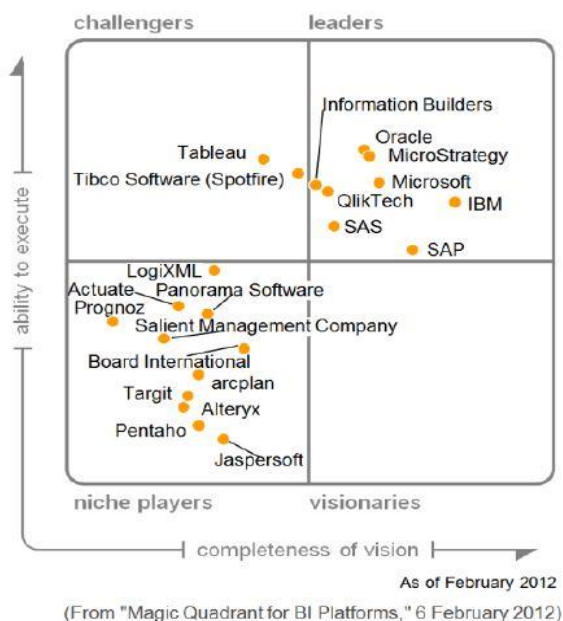 challengers
leaders
Information Builders
Oracle
Tableau
MicroStrategy
Tibco Software (Spotfire)
Microsoft
QlikTech
IBM
SAS
SAP
ability to execute
LogiXML
Actuate
Panorama Software
Prognoz
Salient Management Company
Board International
arcplan
Targit
Alteryx
Pentaho
Jaspersoft
niche players
visionaries
completeness of vision
As of February 2012
(From "Magic Quadrant for BI Platforms," 6 February 2012)